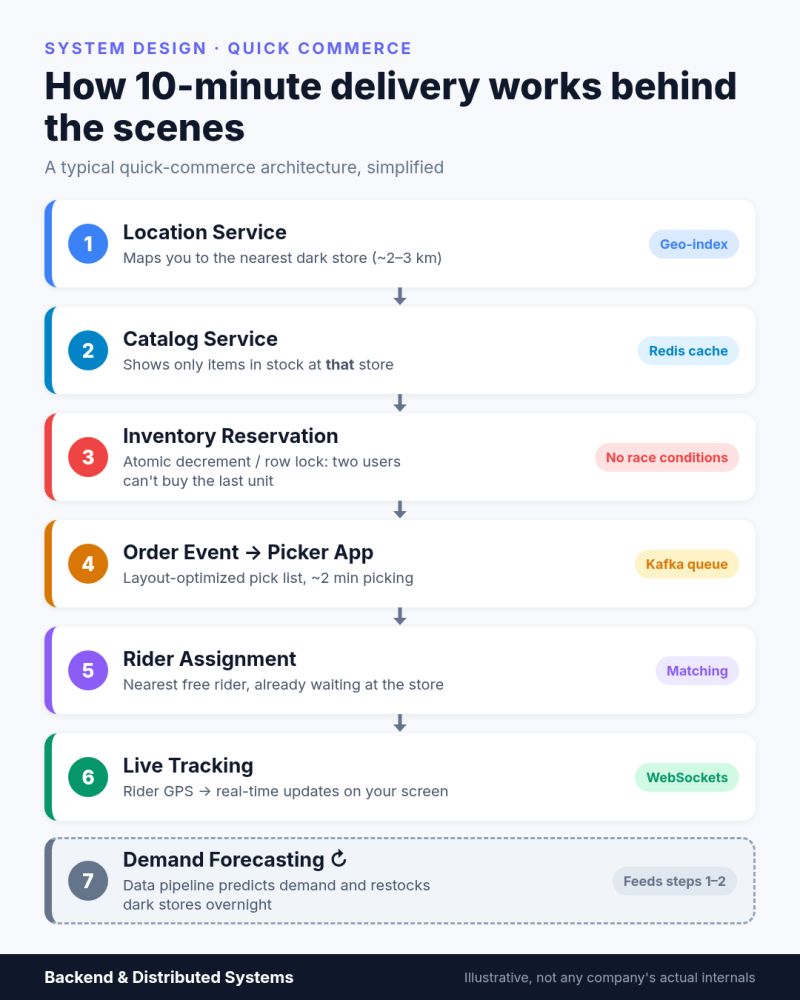 SYSTEM DESIGN · QUICK COMMERCE
How 10-minute delivery works behind
the scenes
A typical quick-commerce architecture, simplified
1
Location Service
Maps you to the nearest dark store (~2–3 km)
Geo-index
2
Catalog Service
Shows only items in stock at that store
Redis cache
3
Inventory Reservation
Atomic decrement / row lock: two users
can't buy the last unit
No race conditions
4
Order Event → Picker App
Layout-optimized pick list, ~2 min picking
Kafka queue
5
Rider Assignment
Nearest free rider, already waiting at the store
Matching
6
Live Tracking
Rider GPS → real-time updates on your screen
WebSockets
7
Demand Forecasting ↻
Data pipeline predicts demand and restocks
dark stores overnight
Feeds steps 1–2
Backend & Distributed Systems
Illustrative, not any company's actual internals